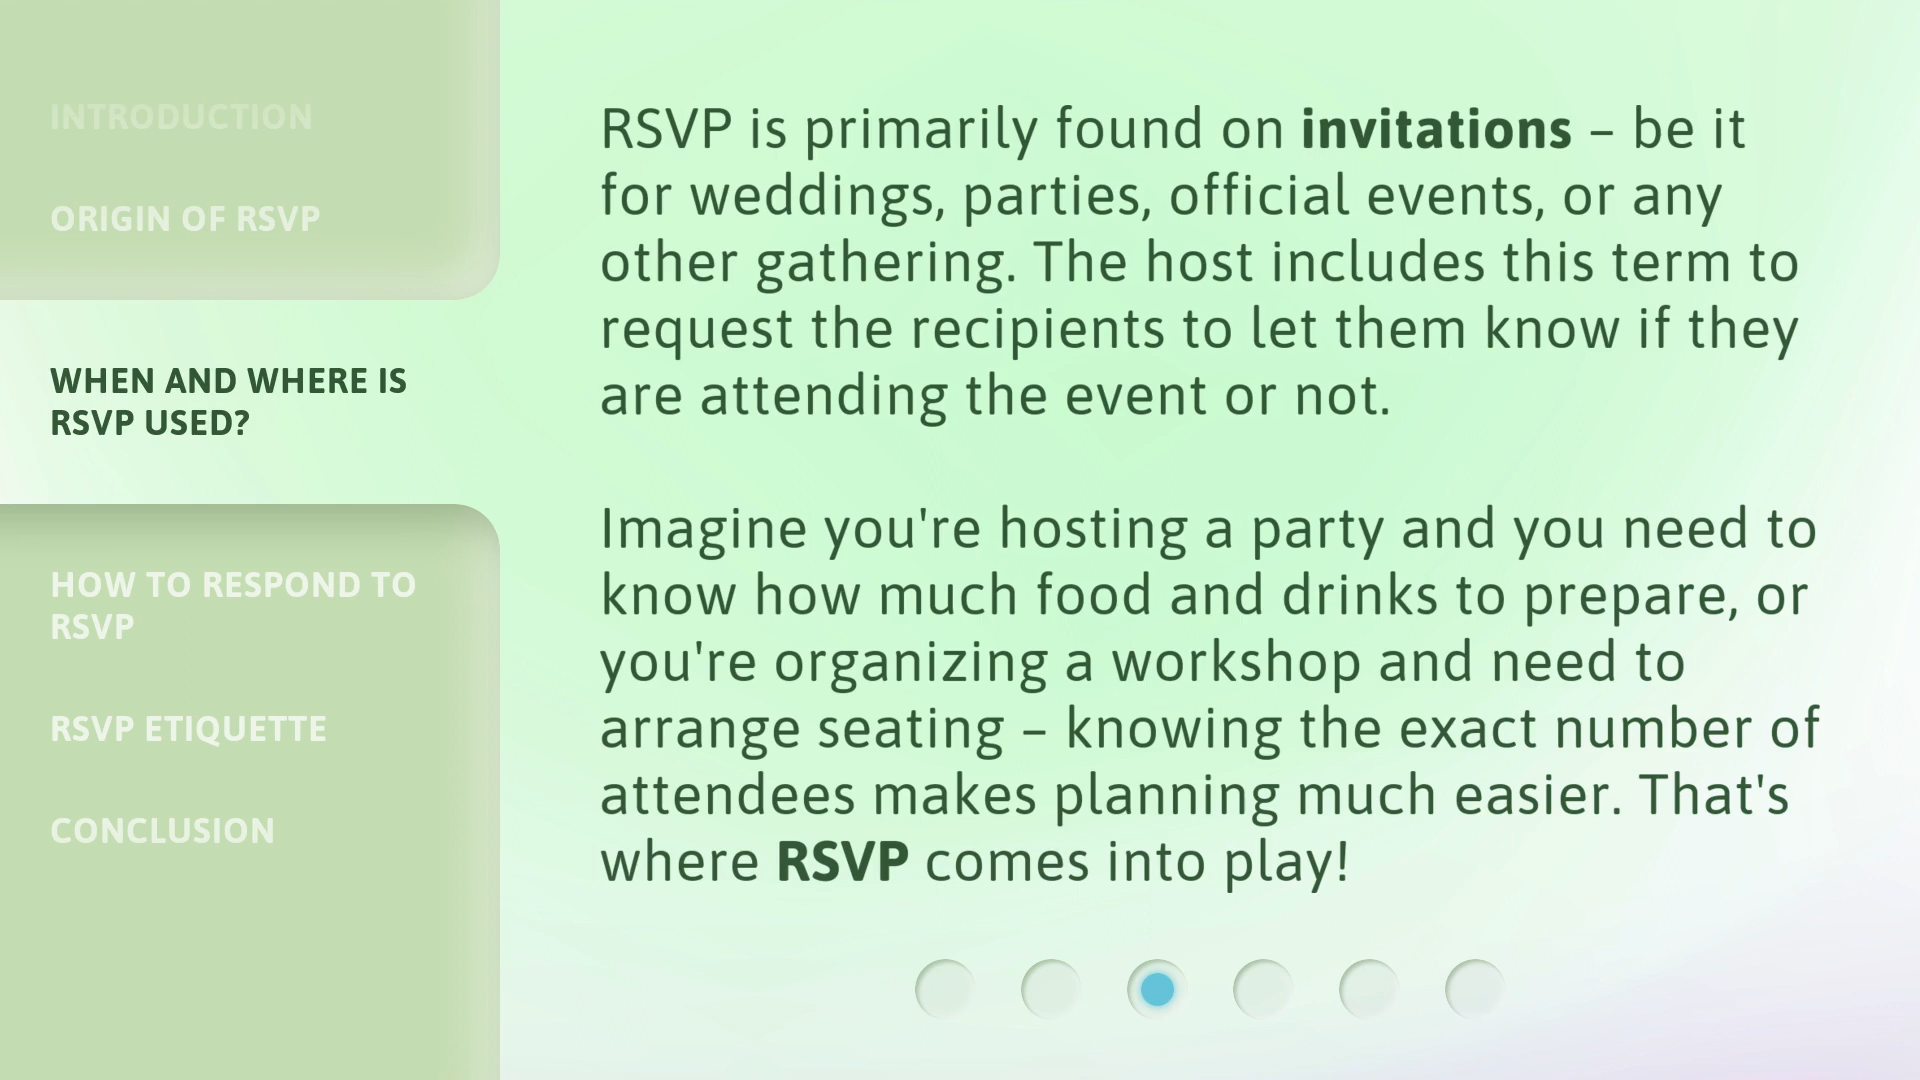 INTRODUCTION
ORIGIN OF RSVP
WHEN AND WHERE IS
RSVP USED?
HOW TO RESPOND TO
RSVP
RSVP ETIQUETTE
CONCLUSION
RSVP is primarily found on invitations – be it
for weddings, parties, official events, or any
other gathering. The host includes this term to
request the recipients to let them know if they
are attending the event or not.
Imagine you're hosting a party and you need to
know how much food and drinks to prepare, or
you're organizing a workshop and need to
arrange seating – knowing the exact number of
attendees makes planning much easier. That's
where RSVP comes into play!